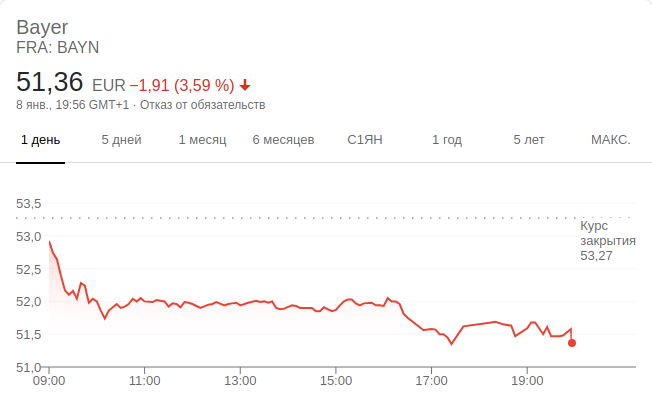 Bayer
FRA: BAYN
51,36 EUR −1,91 (3,59 %)
8 янв., 19:56 GMT+1 · Отказ от обязательств
1 день 5 дней 1 месяц 6 месяцев С1ЯН 1 год 5 лет МАКС.
53,5
53,0
52,5
52,0
51,5
51,0
Курс
закрытия
53,27
09:00 11:00 13:00 15:00 17:00 19:00